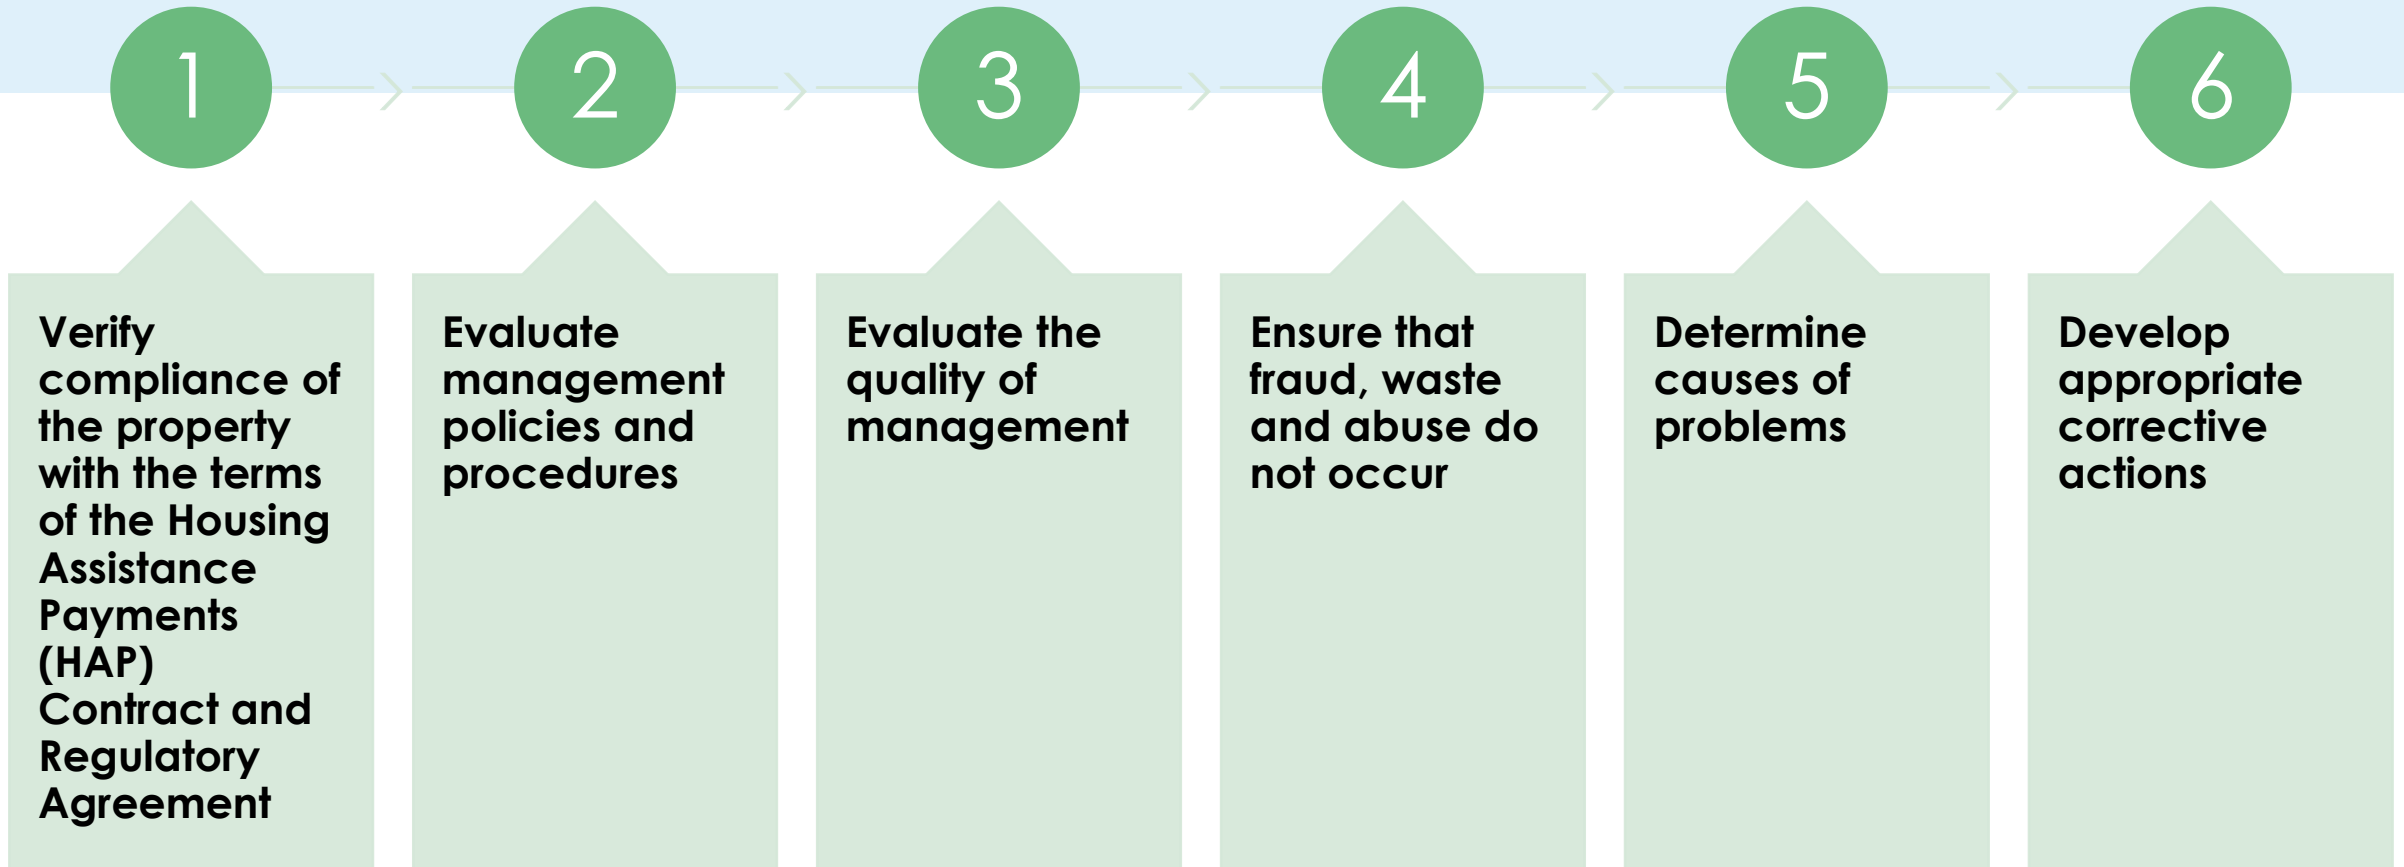 1
Verify
compliance of
the property
with the terms
of the Housing
Assistance
Payments
(HAP)
Contract and
Regulatory
Agreement
2
Evaluate
management
policies and
procedures
3
Evaluate the
quality of
management
4
Ensure that
fraud, waste
and abuse do
not occur
5
Determine
causes of
problems
6
Develop
appropriate
corrective
actions